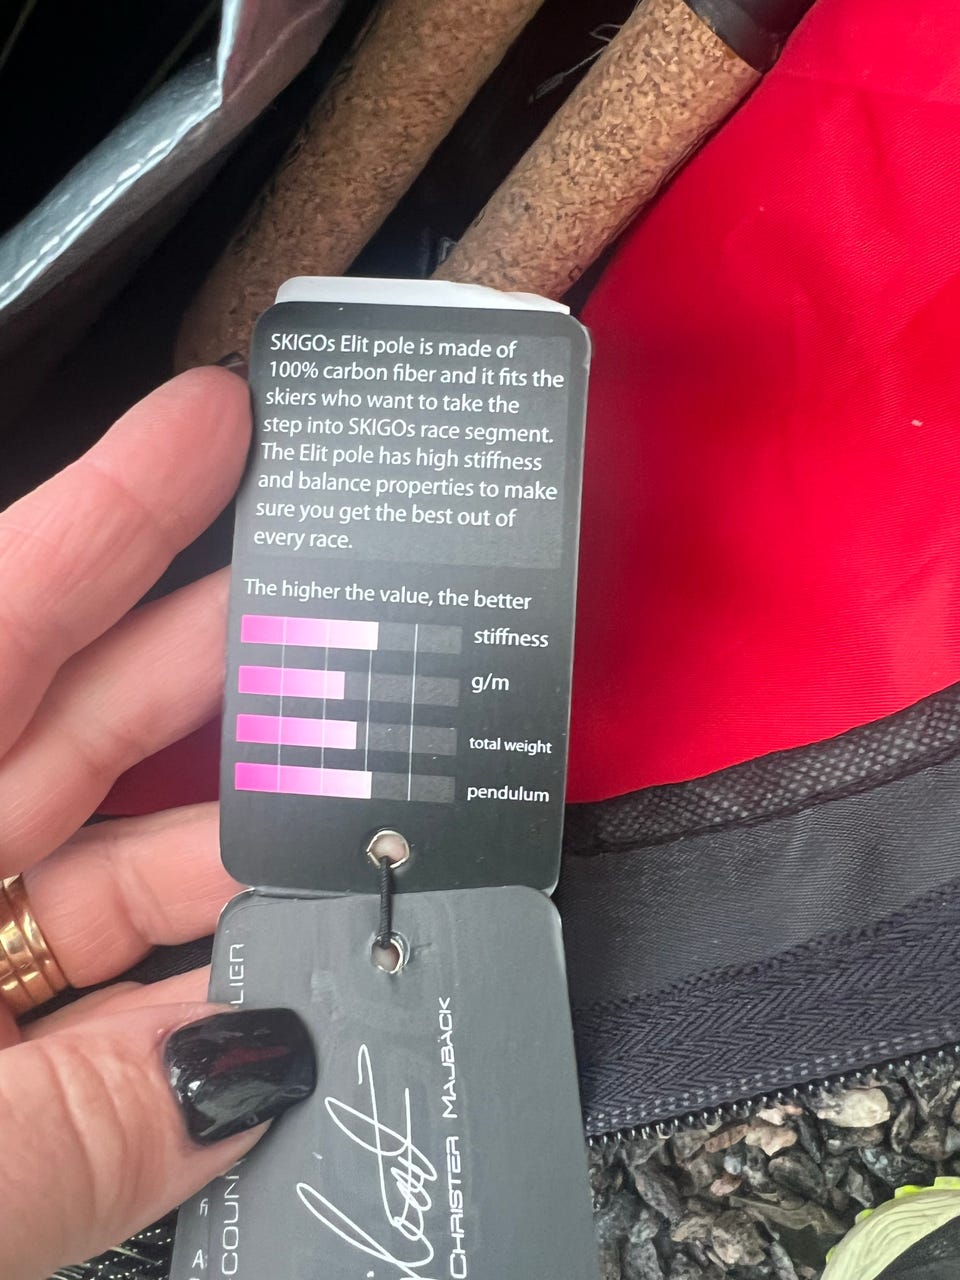 SKIGOs Elit pole is made of
100% carbon fiber and it fits the
skiers who want to take the
step into SKIGOs race segment.
The Elit pole has high stiffness
and balance properties to make
sure you get the best out of
every race.
The higher the value, the better
stiffness
g/m
total weight
pendulum
CHRISTER MAJBÄCK